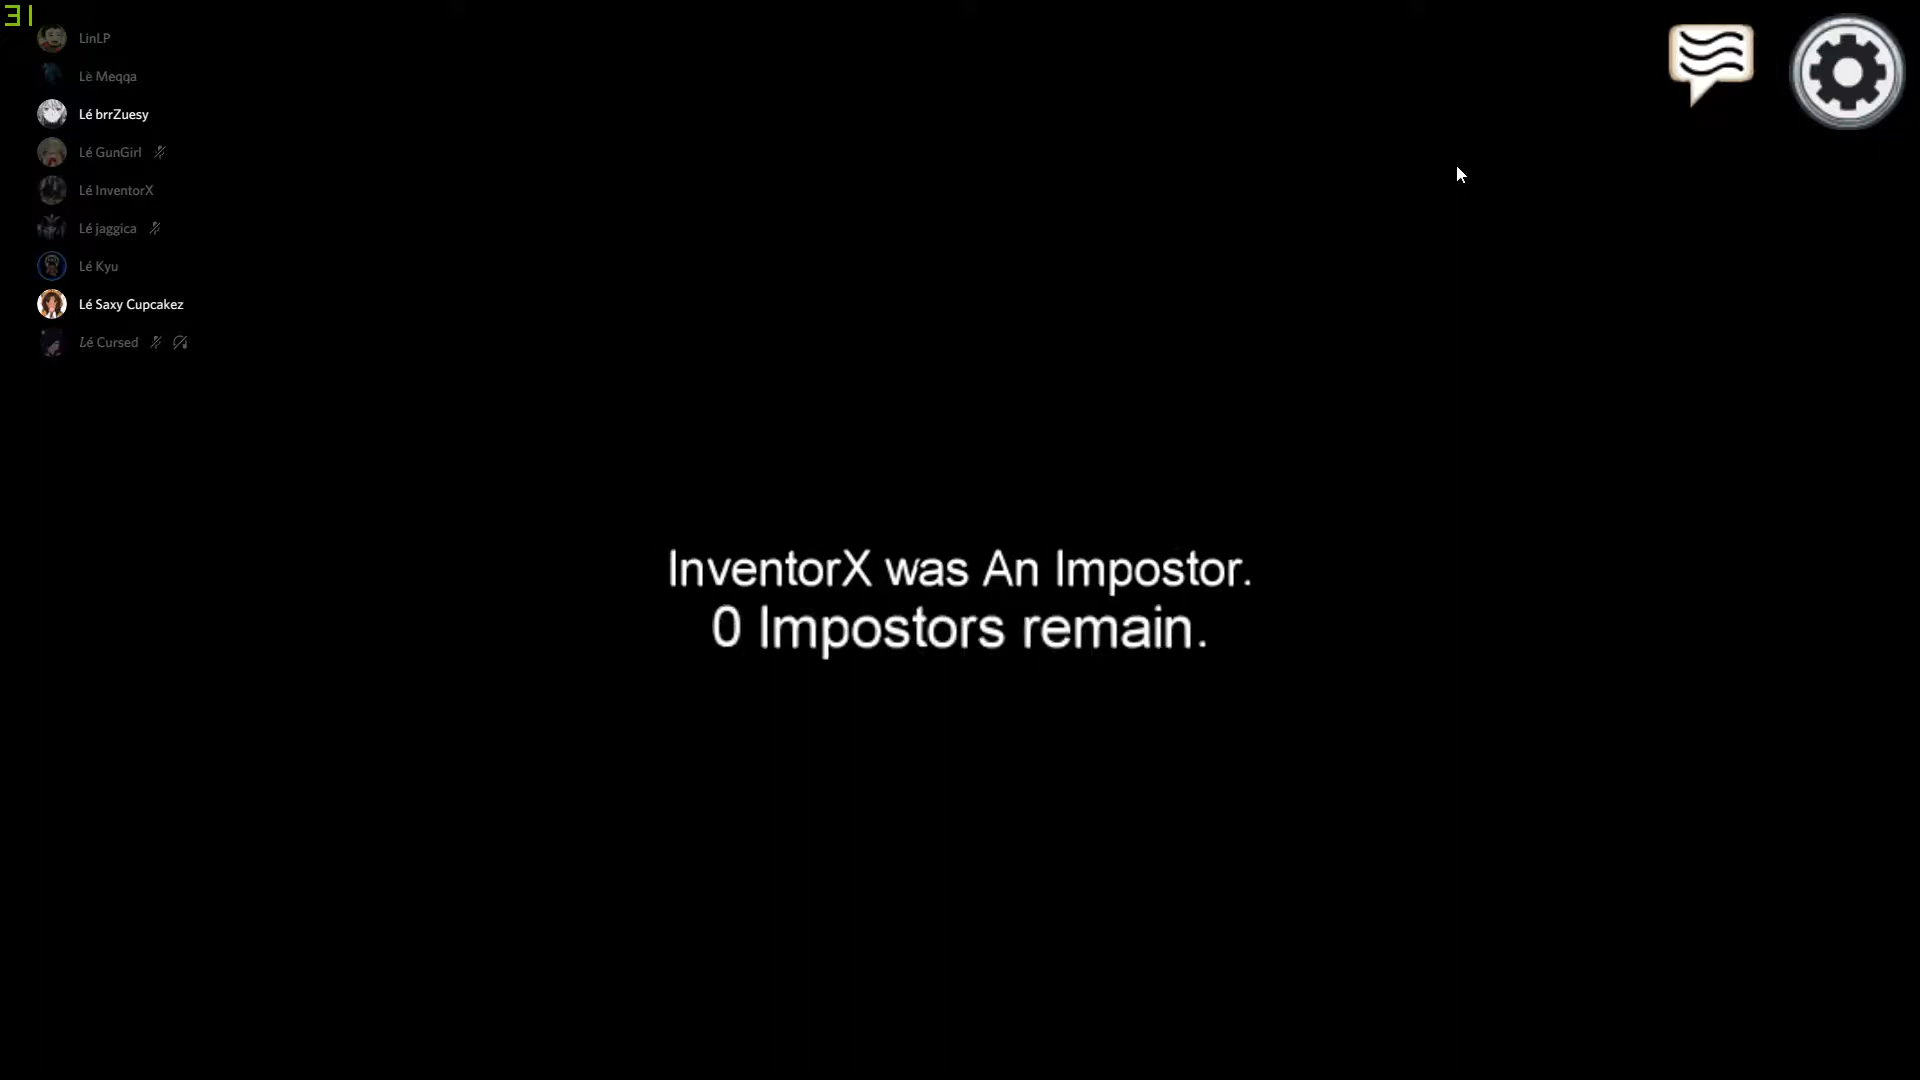 31
LinLP
Lè Meqqa
Lé brrZuesy
Lé GunGirl
Lé InventorX
Lé jaggica
Lé Kyu
Lé Saxy Cupcakez
Lé Cursed
InventorX was An Impostor.
0 Impostors remain.